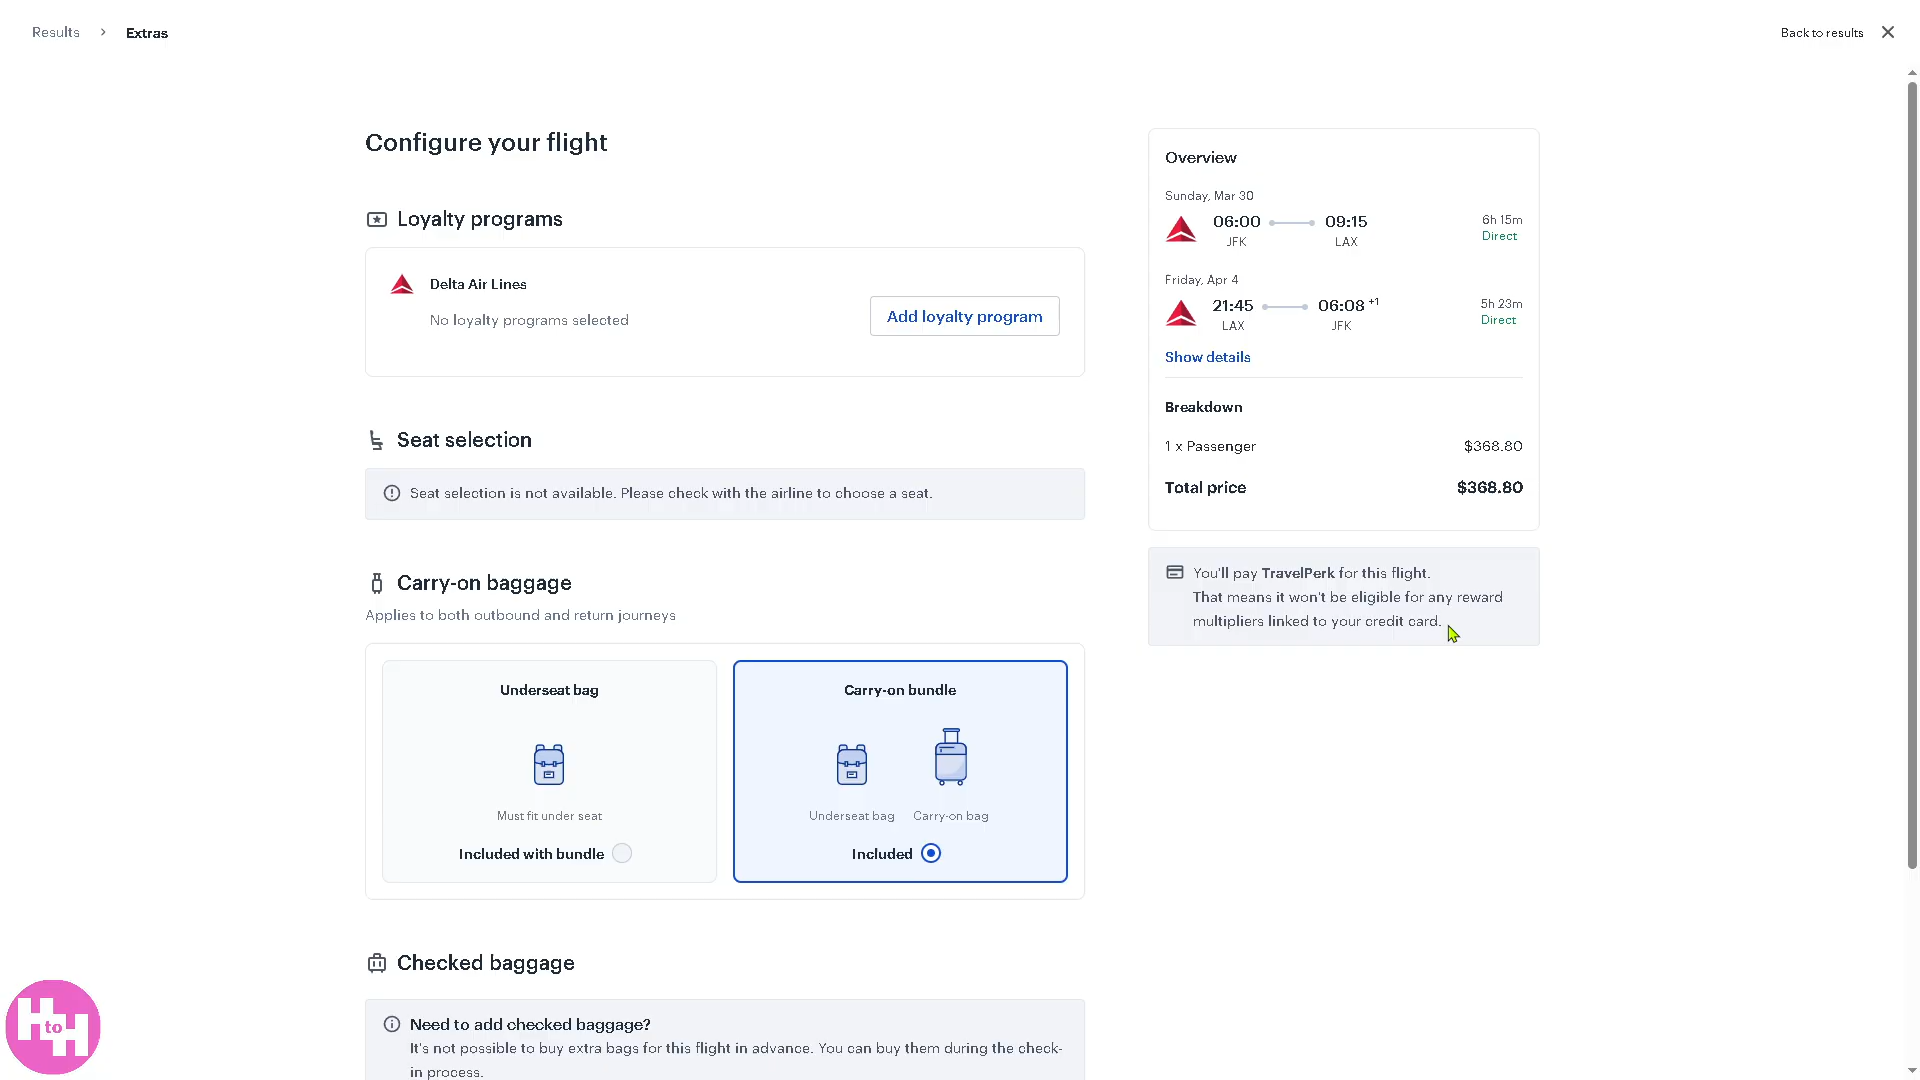 Results > Extras
Back to results
Configure your flight
Loyalty programs
Delta Air Lines
No loyalty programs selected
Add loyalty program
Seat selection
Seat selection is not available. Please check with the airline to choose a seat.
Carry-on baggage
Applies to both outbound and return journeys
Underseat bag
Must fit under seat
Included with bundle
Carry-on bundle
Underseat bag
Carry-on bag
Included
Checked baggage
Need to add checked baggage?
It's not possible to buy extra bags for this flight in advance. You can buy them during the check-
in process.
Overview
Sunday, Mar 30
06:00 09:15 6h 15m
JFK LAX Direct
Friday, Apr 4
21:45 06:08 +1 5h 23m
LAX JFK Direct
Show details
Breakdown
1 x Passenger $368.80
Total price $368.80
You'll pay TravelPerk for this flight.
That means it won't be eligible for any reward
multipliers linked to your credit card.
H to H